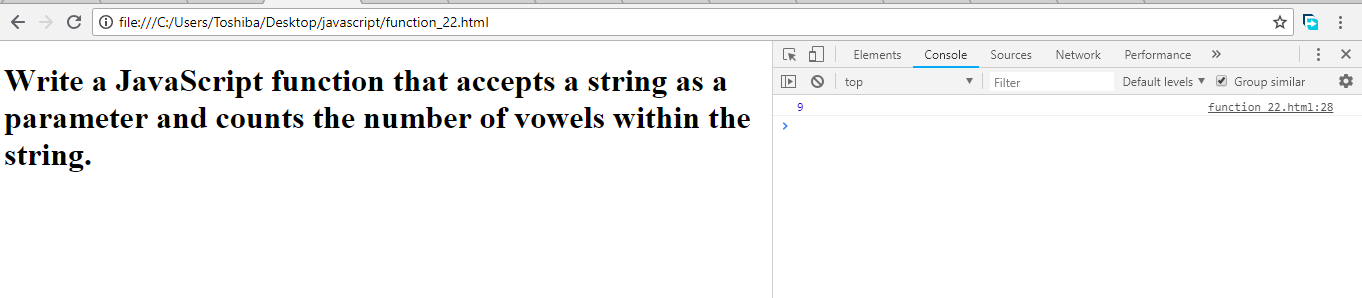 file:///C:/Users/Toshiba/Desktop/javascript/function_22.html
Write a JavaScript function that accepts a string as a
parameter and counts the number of vowels within the
string.
Elements Console Sources Network Performance
top Filter Default levels Group similar
9 function 22.html:28